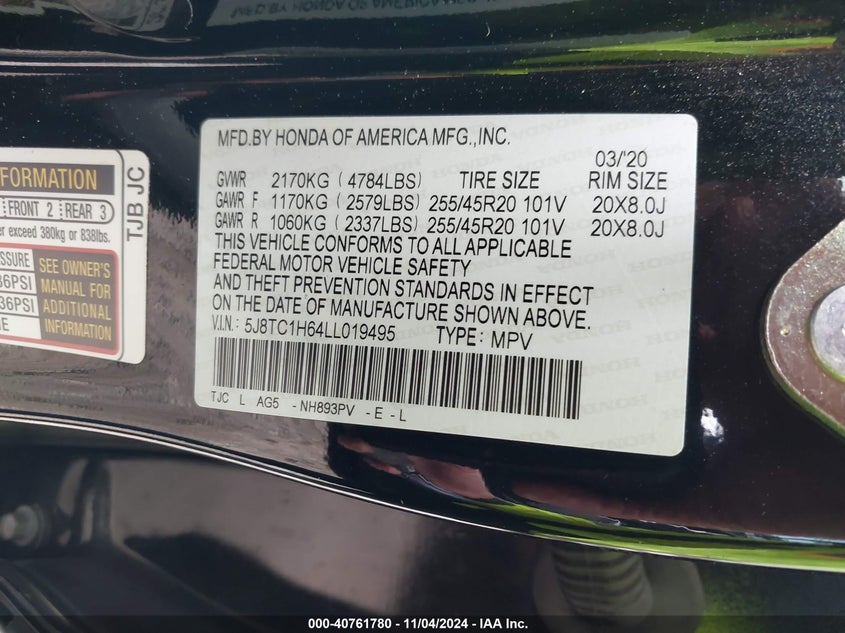 MFD.BY HONDA OF AMERICA MFG.,INC.
03/'20
GVWR 2170KG (4784LBS) TIRE SIZE RIM SIZE
GAWR F 1170KG (2579LBS) 255/45R20 101V 20X8.0J
GAWR R 1060KG (2337LBS) 255/45R20 101V 20X8.0J
THIS VEHICLE CONFORMS TO ALL APPLICABLE
FEDERAL MOTOR VEHICLE SAFETY
AND THEFT PREVENTION STANDARDS IN EFFECT
ON THE DATE OF MANUFACTURE SHOWN ABOVE.
V.I.N.: 5J8TC1H64LL019495 TYPE: MPV
TJC L AG5 -NH893PV -E-L
FORMATION
FRONT 2 REAR 3
exceed 380kg or 838lbs.
SEE OWNER'S
MANUAL FOR
ADDITIONAL
INFORMATION
36PSI
36PSI
TJB JC
000-40761780 - 11/04/2024 - IAA Inc.